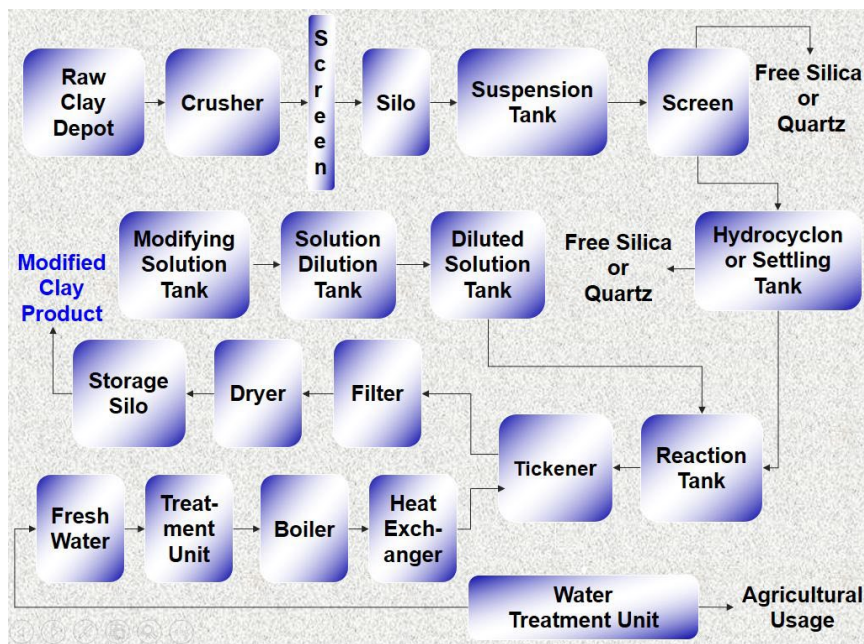 Raw
Clay
Depot
Crusher
S
c
r
e
e
n
Silo
Suspension
Tank
Screen
Free Silica
or
Quartz
Modified
Clay
Product
Modifying
Solution
Tank
Solution
Dilution
Tank
Diluted
Solution
Tank
Free Silica
or
Quartz
Hydrocyclon
or Settling
Tank
Storage
Silo
Dryer
Filter
Tickener
Reaction
Tank
Fresh
Water
Treat-
ment
Unit
Boiler
Heat
Exch-
anger
Water
Treatment Unit
Agricultural
Usage